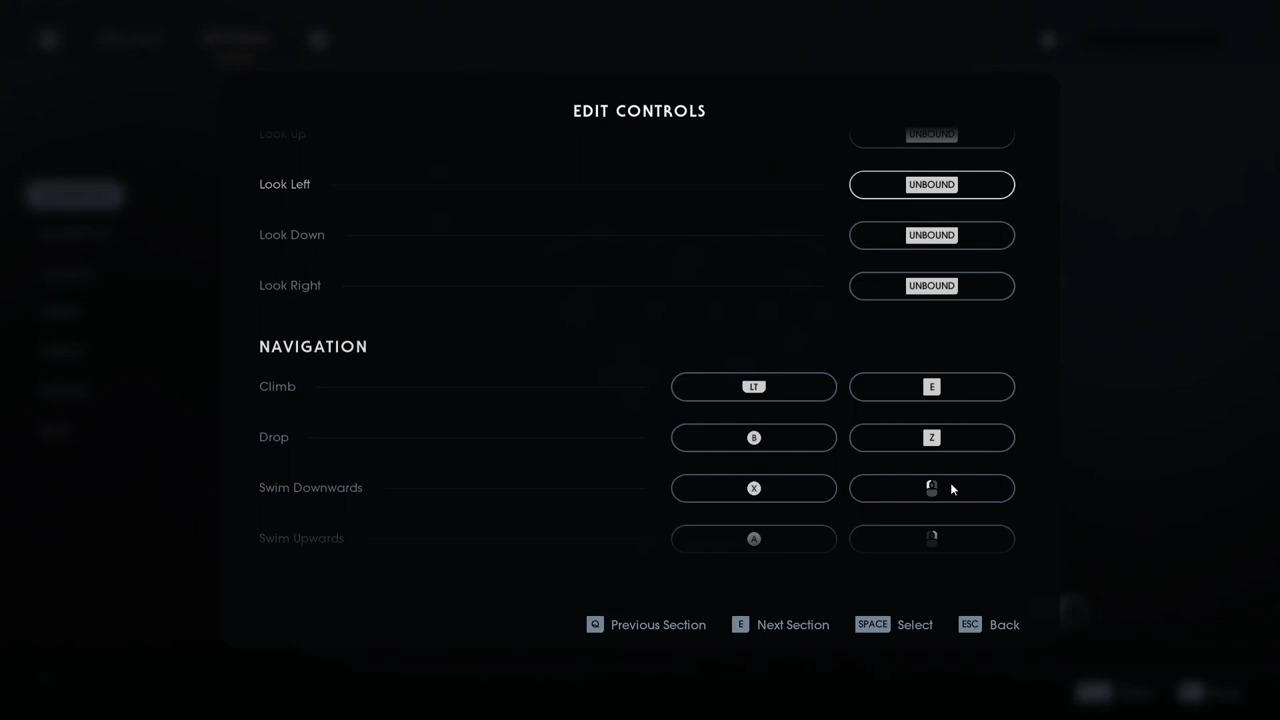 EDIT CONTROLS
Look Up UNBOUND
Look Left UNBOUND
Look Down UNBOUND
Look Right UNBOUND
NAVIGATION
Climb LT E
Drop B Z
Swim Downwards X
Swim Upwards A
Q Previous Section E Next Section SPACE Select ESC Back